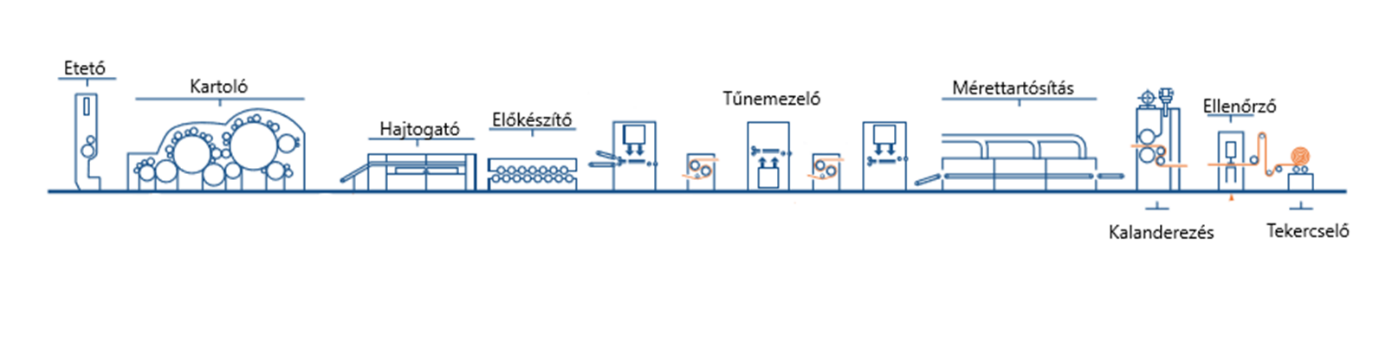 Etető
Kartoló
Hajtogató
Előkészítő
Tűnemezelő
Mérettartósítás
Ellenőrző
Kalanderezés
Tekercselő